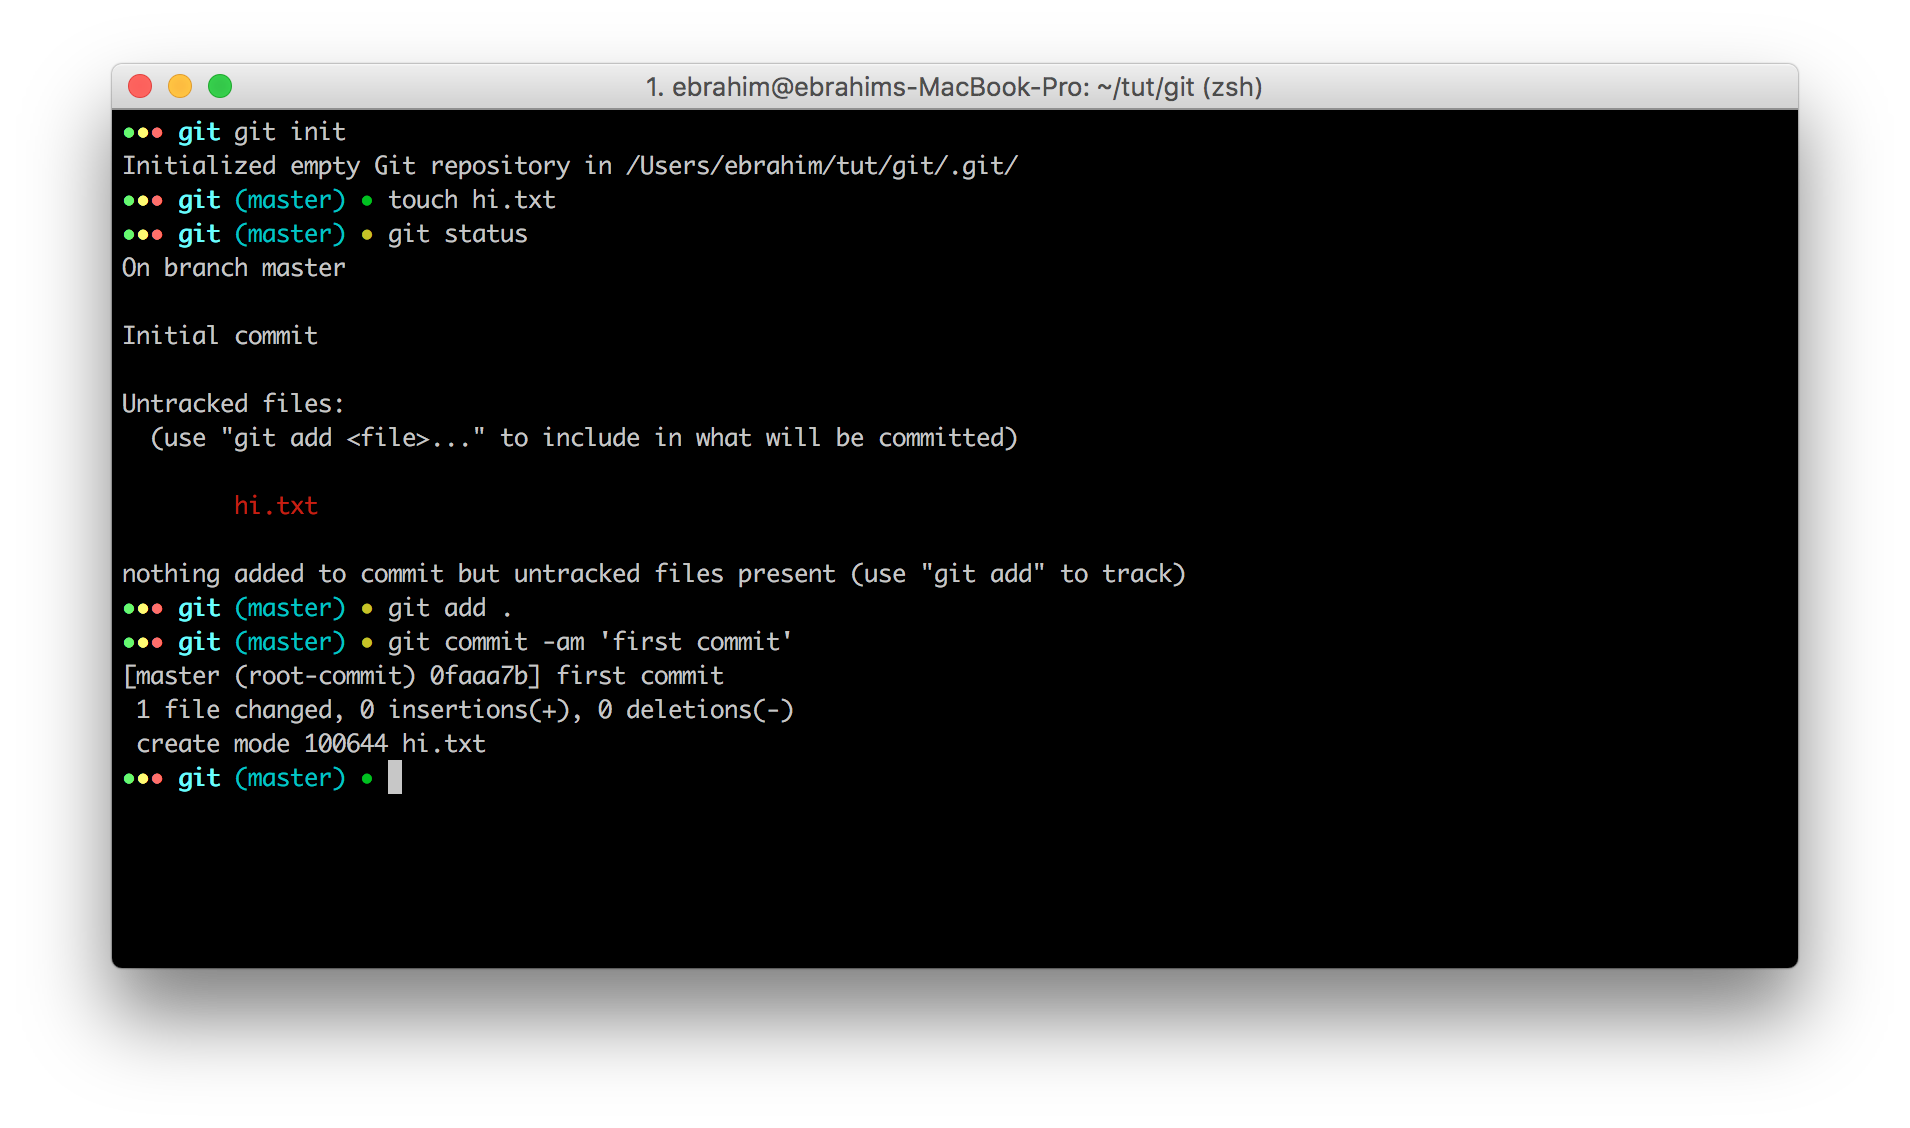 1. ebrahim@ebrahims-MacBook-Pro: ~/tut/git (zsh)
••• git git init
Initialized empty Git repository in /Users/ebrahim/tut/git/.git/
••• git (master) • touch hi.txt
••• git (master) • git status
On branch master
Initial commit
Untracked files:
  (use "git add <file>..." to include in what will be committed)
        hi.txt
nothing added to commit but untracked files present (use "git add" to track)
••• git (master) • git add .
••• git (master) • git commit -am 'first commit'
[master (root-commit) 0faaa7b] first commit
 1 file changed, 0 insertions(+), 0 deletions(-)
 create mode 100644 hi.txt
••• git (master) •